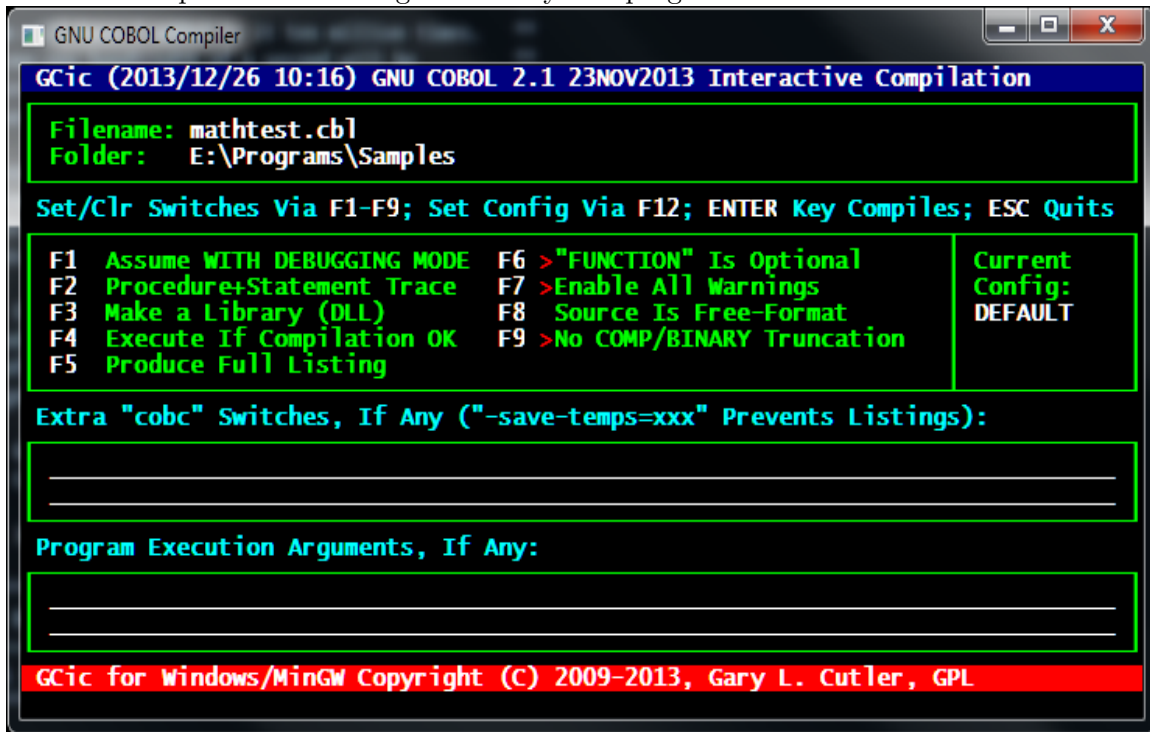 GNU COBOL Compiler
GCic (2013/12/26 10:16) GNU COBOL 2.1 23NOV2013 Interactive Compilation
Filename: mathtest.cbl
Folder: E:\Programs\Samples
Set/Clr Switches Via F1-F9; Set Config Via F12; ENTER Key Compiles; ESC Quits
F1 Assume WITH DEBUGGING MODE F6 >"FUNCTION" Is Optional Current
F2 Procedure+Statement Trace F7 >Enable All Warnings Config:
F3 Make a Library (DLL) F8 Source Is Free-Format DEFAULT
F4 Execute If Compilation OK F9 >No COMP/BINARY Truncation
F5 Produce Full Listing
Extra "cobc" Switches, If Any ("-save-temps=xxx" Prevents Listings):
Program Execution Arguments, If Any:
GCic for Windows/MinGW Copyright (C) 2009-2013, Gary L. Cutler, GPL